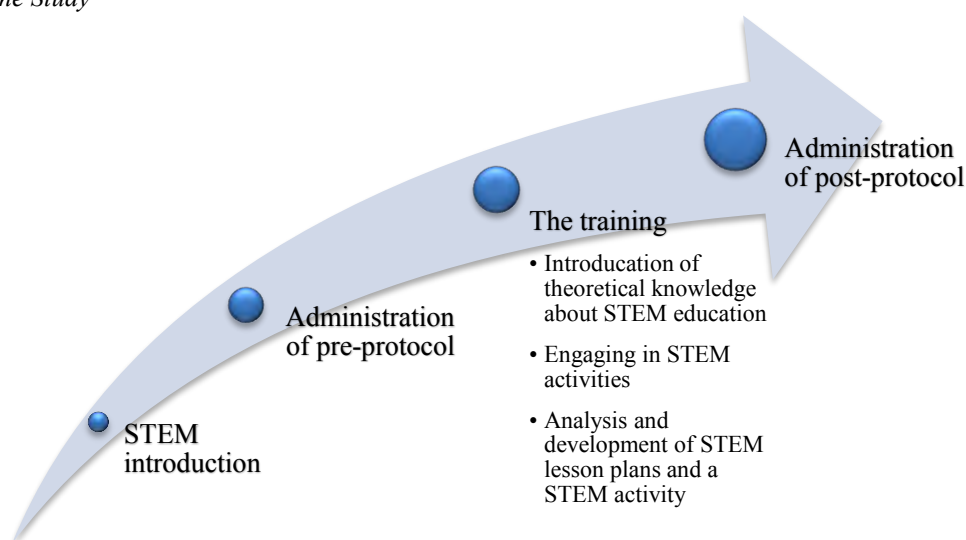 he Study
Administration
of post-protocol
The training
• Introducation of
theoretical knowledge
about STEM education
• Engaging in STEM
activities
• Analysis and
development of STEM
lesson plans and a
STEM activity
Administration
of pre-protocol
STEM
introduction